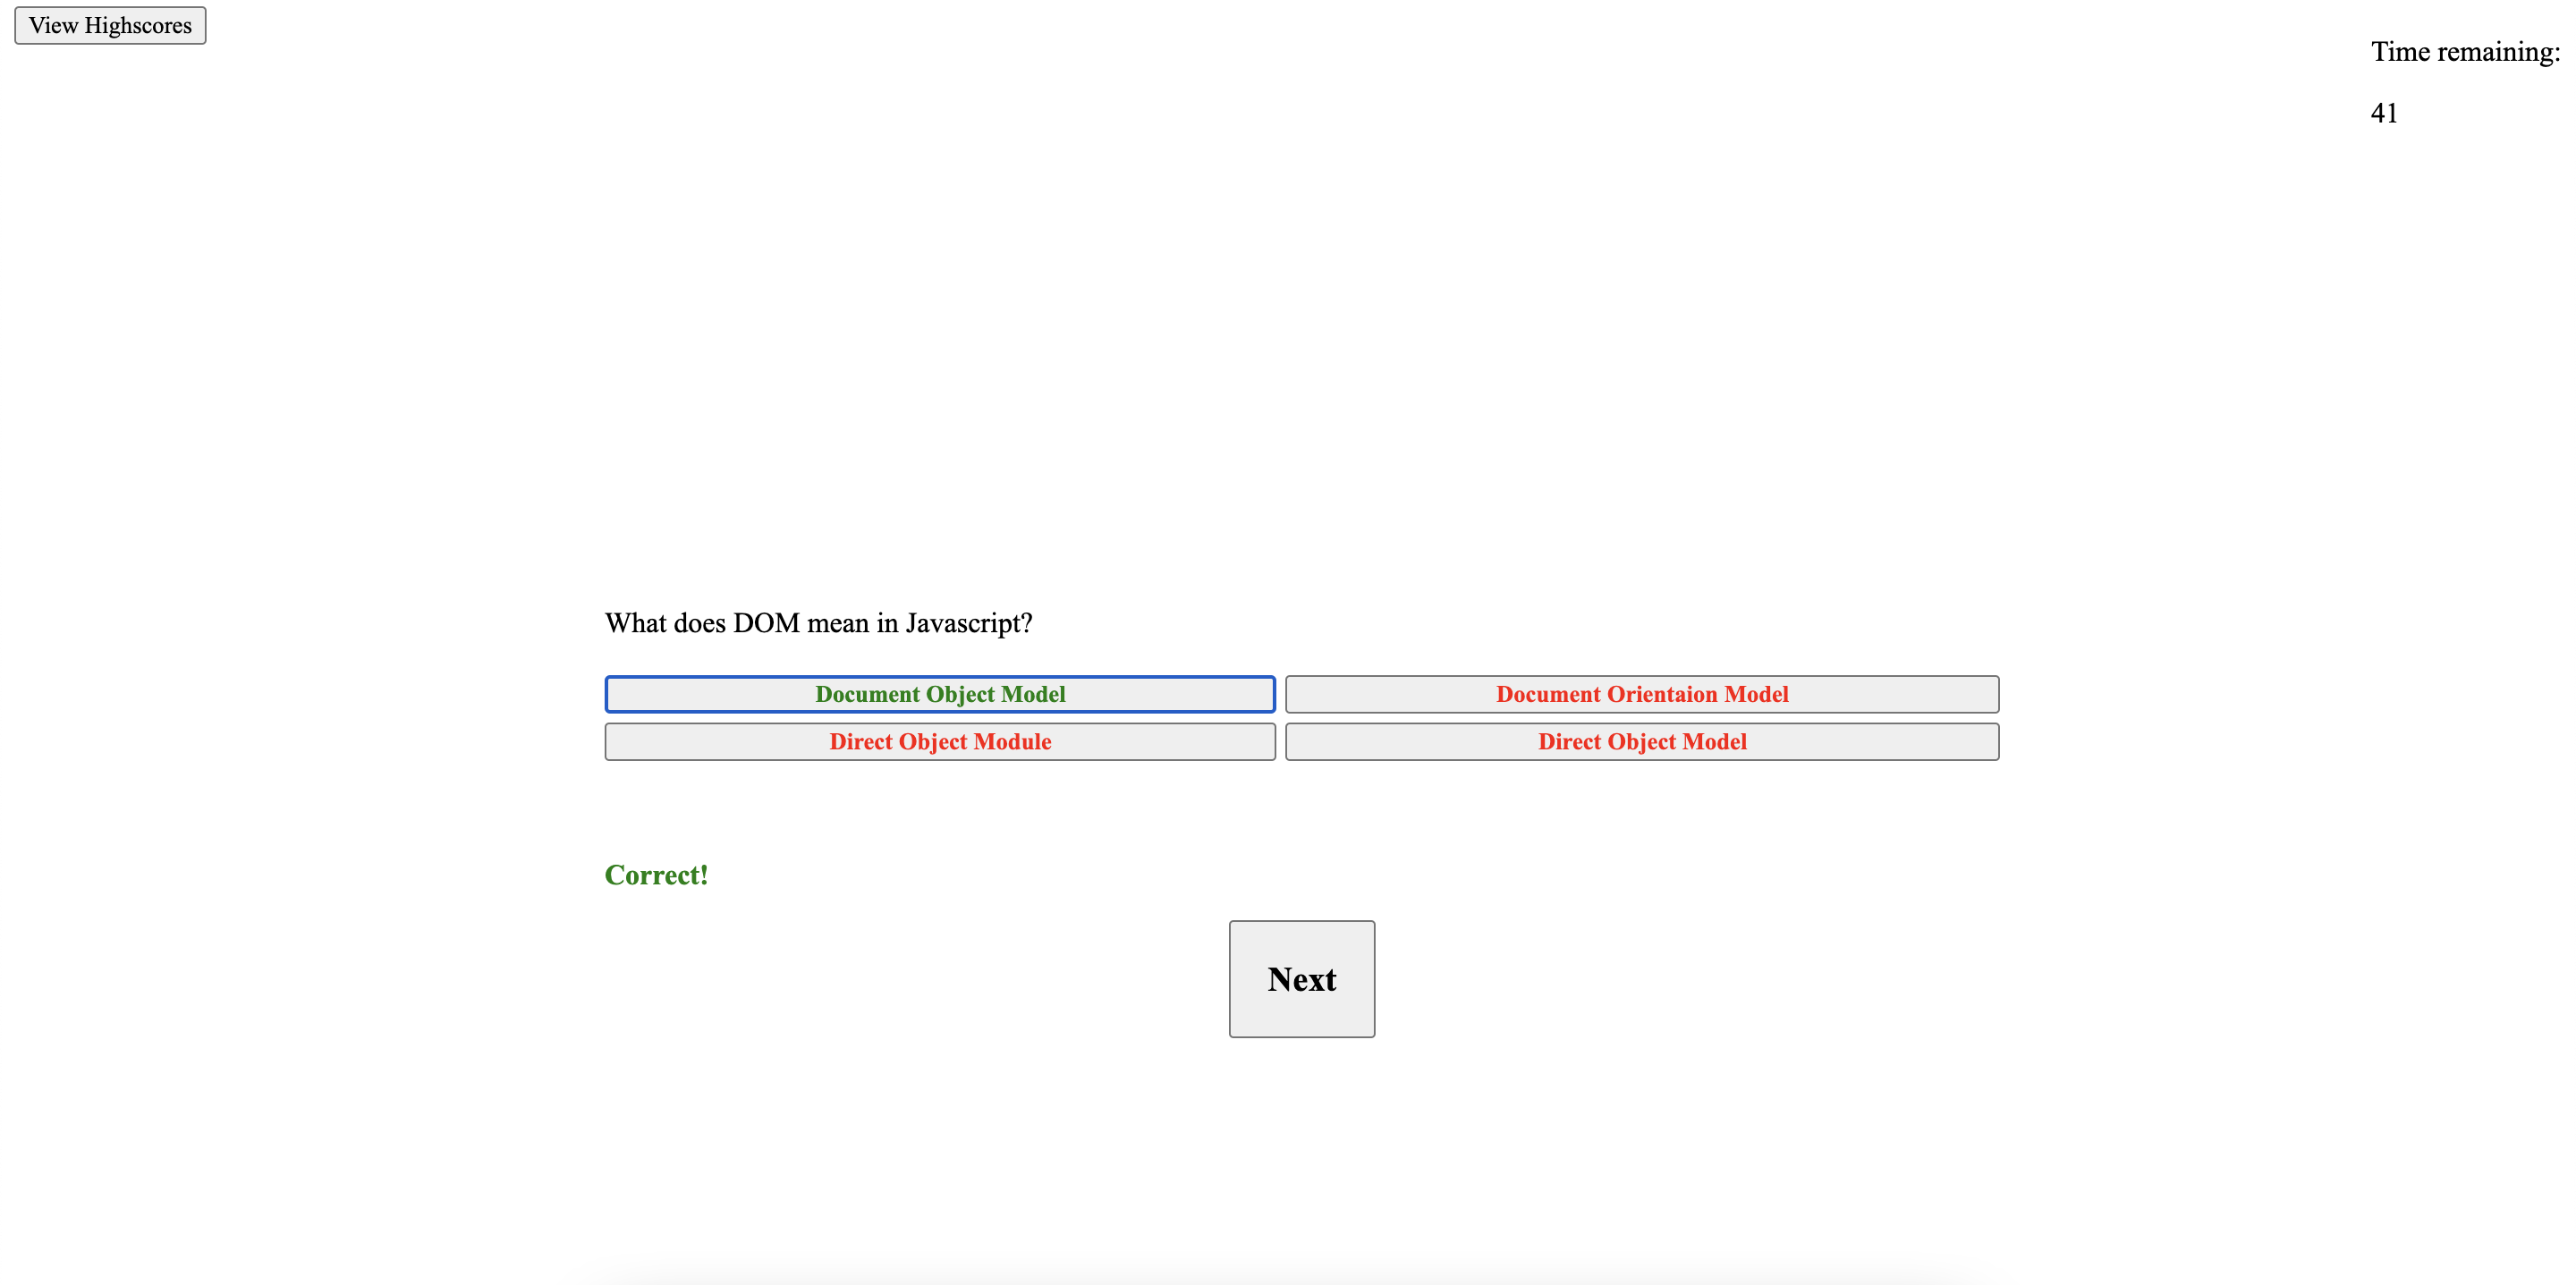 View Highscores
Time remaining:
41
What does DOM mean in Javascript?
Document Object Model
Document Orientaion Model
Direct Object Module
Direct Object Model
Correct!
Next